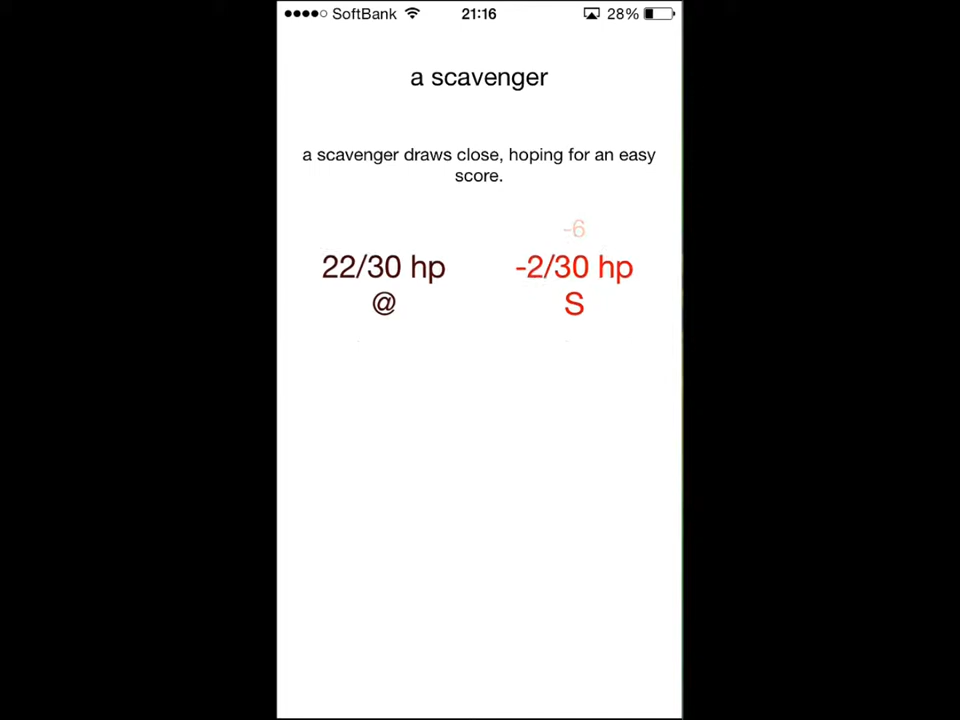 SoftBank 21:16 28%
a scavenger
a scavenger draws close, hoping for an easy
score.
-6
22/30 hp -2/30 hp
@ S